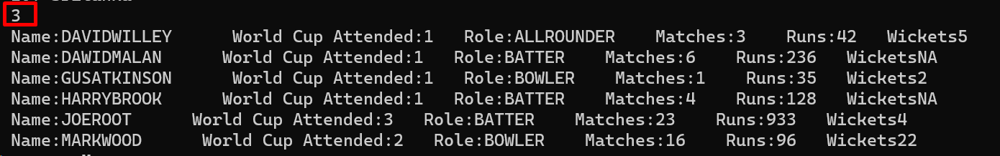 3
Name:DAVIDWILLEY      World Cup Attended:1   Role:ALLROUNDER    Matches:3    Runs:42   Wickets5
Name:DAWIDMALAN      World Cup Attended:1   Role:BATTER    Matches:6    Runs:236   WicketsNA
Name:GUSATKINSON      World Cup Attended:1   Role:BOWLER    Matches:1    Runs:35   Wickets2
Name:HARRYBROOK      World Cup Attended:1   Role:BATTER    Matches:4    Runs:128   WicketsNA
Name:JOEROOT      World Cup Attended:3   Role:BATTER    Matches:23    Runs:933   Wickets4
Name:MARKWOOD      World Cup Attended:2   Role:BOWLER    Matches:16    Runs:96   Wickets22